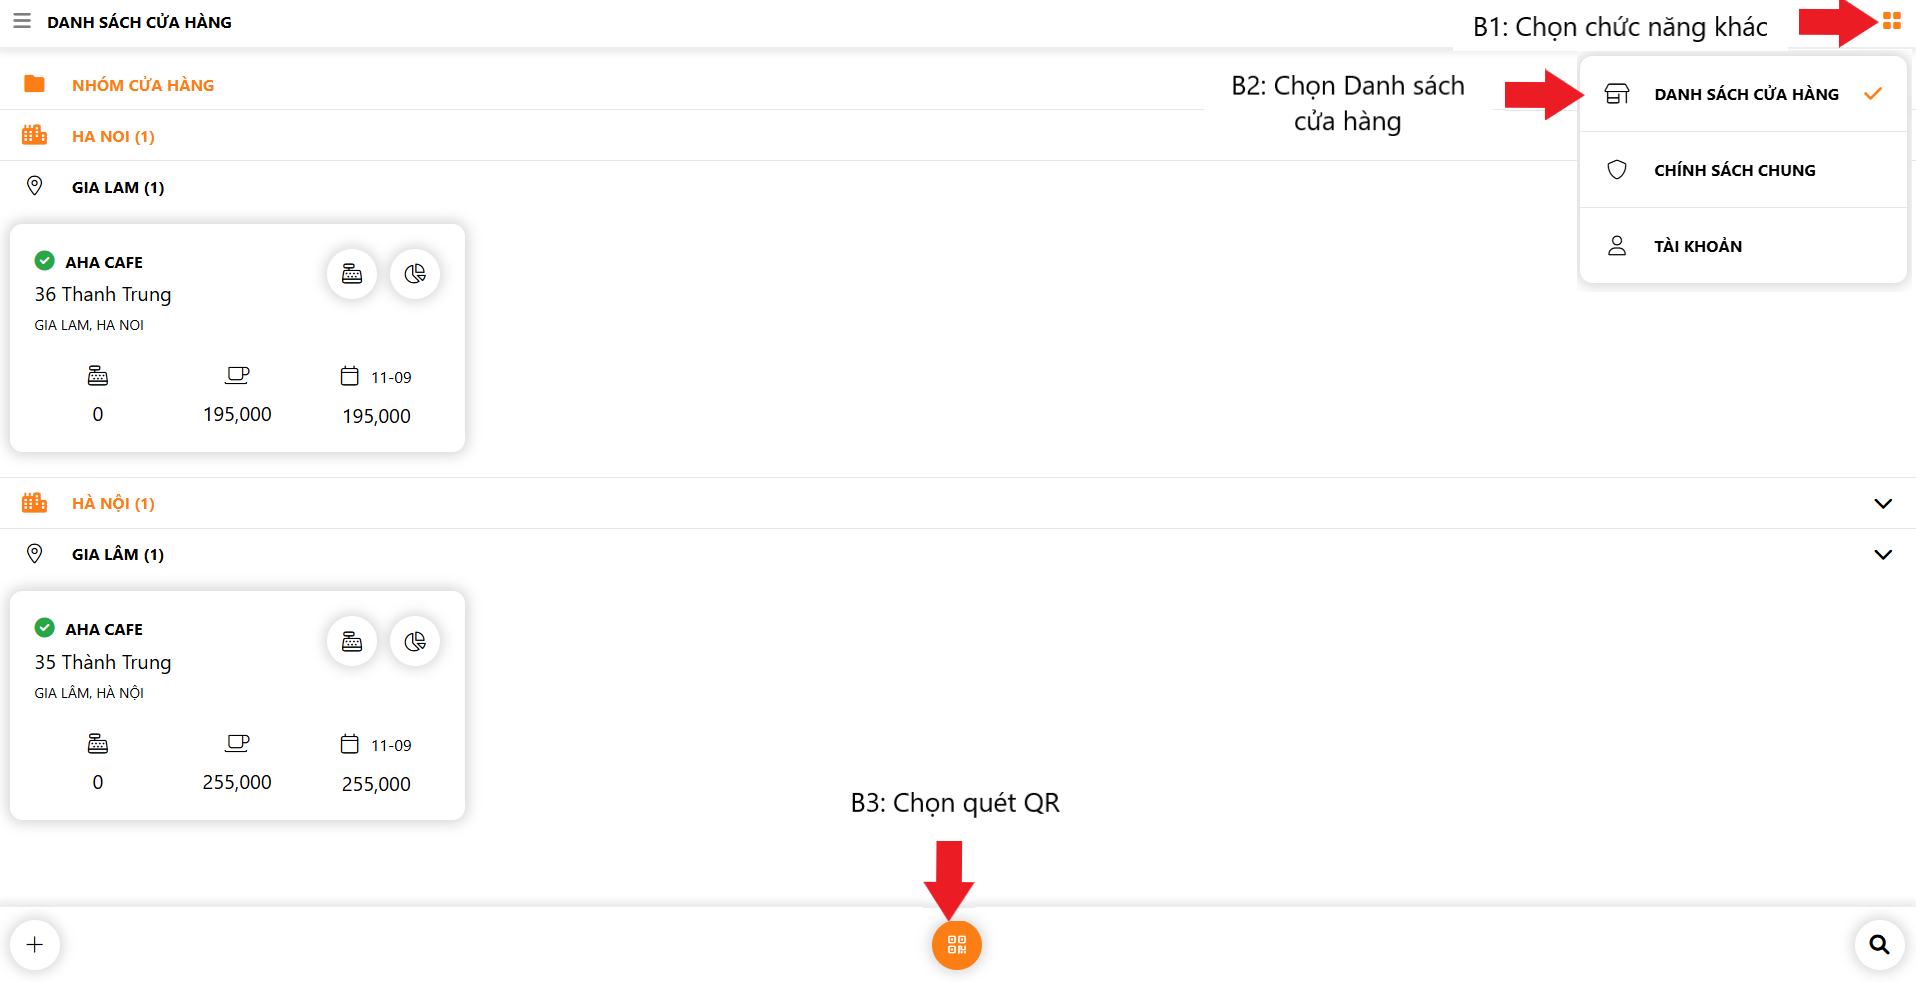 DANH SÁCH CỬA HÀNG
B1: Chọn chức năng khác
NHÓM CỬA HÀNG
B2: Chọn Danh sách
cửa hàng
DANH SÁCH CỬA HÀNG
CHÍNH SÁCH CHUNG
TÀI KHOẢN
HA NOI (1)
GIA LAM (1)
AHA CAFE
36 Thanh Trung
GIA LAM, HA NOI
11-09
0 195,000 195,000
HÀ NỘI (1)
GIA LÂM (1)
AHA CAFE
35 Thành Trung
GIA LÂM, HÀ NỘI
11-09
0 255,000 255,000
B3: Chọn quét QR